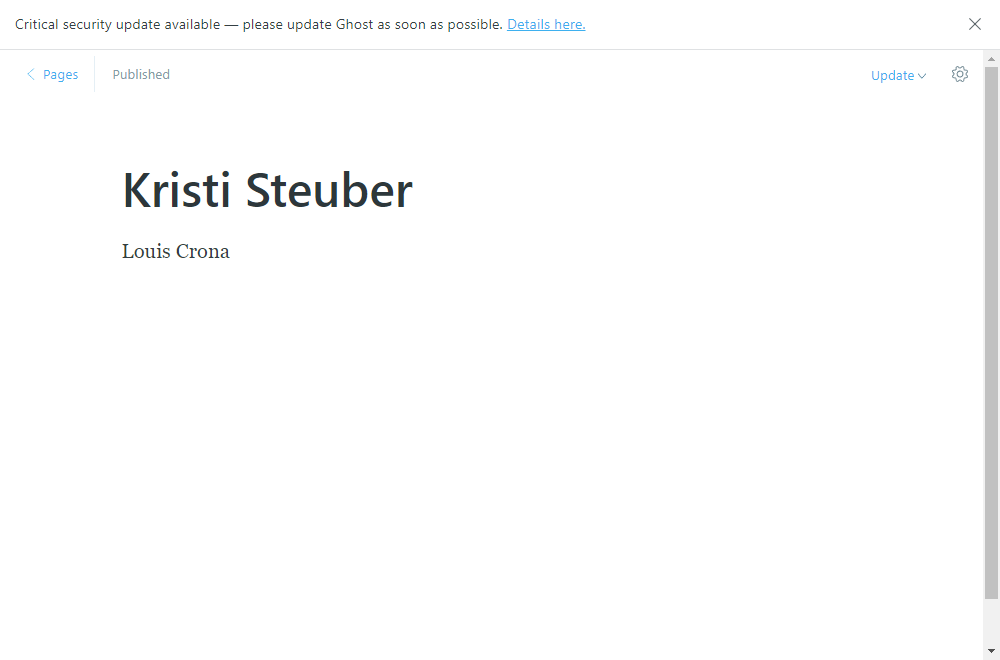 Critical security update available — please update Ghost as soon as possible. Details here.
Pages
Published
Update
Kristi Steuber
Louis Crona